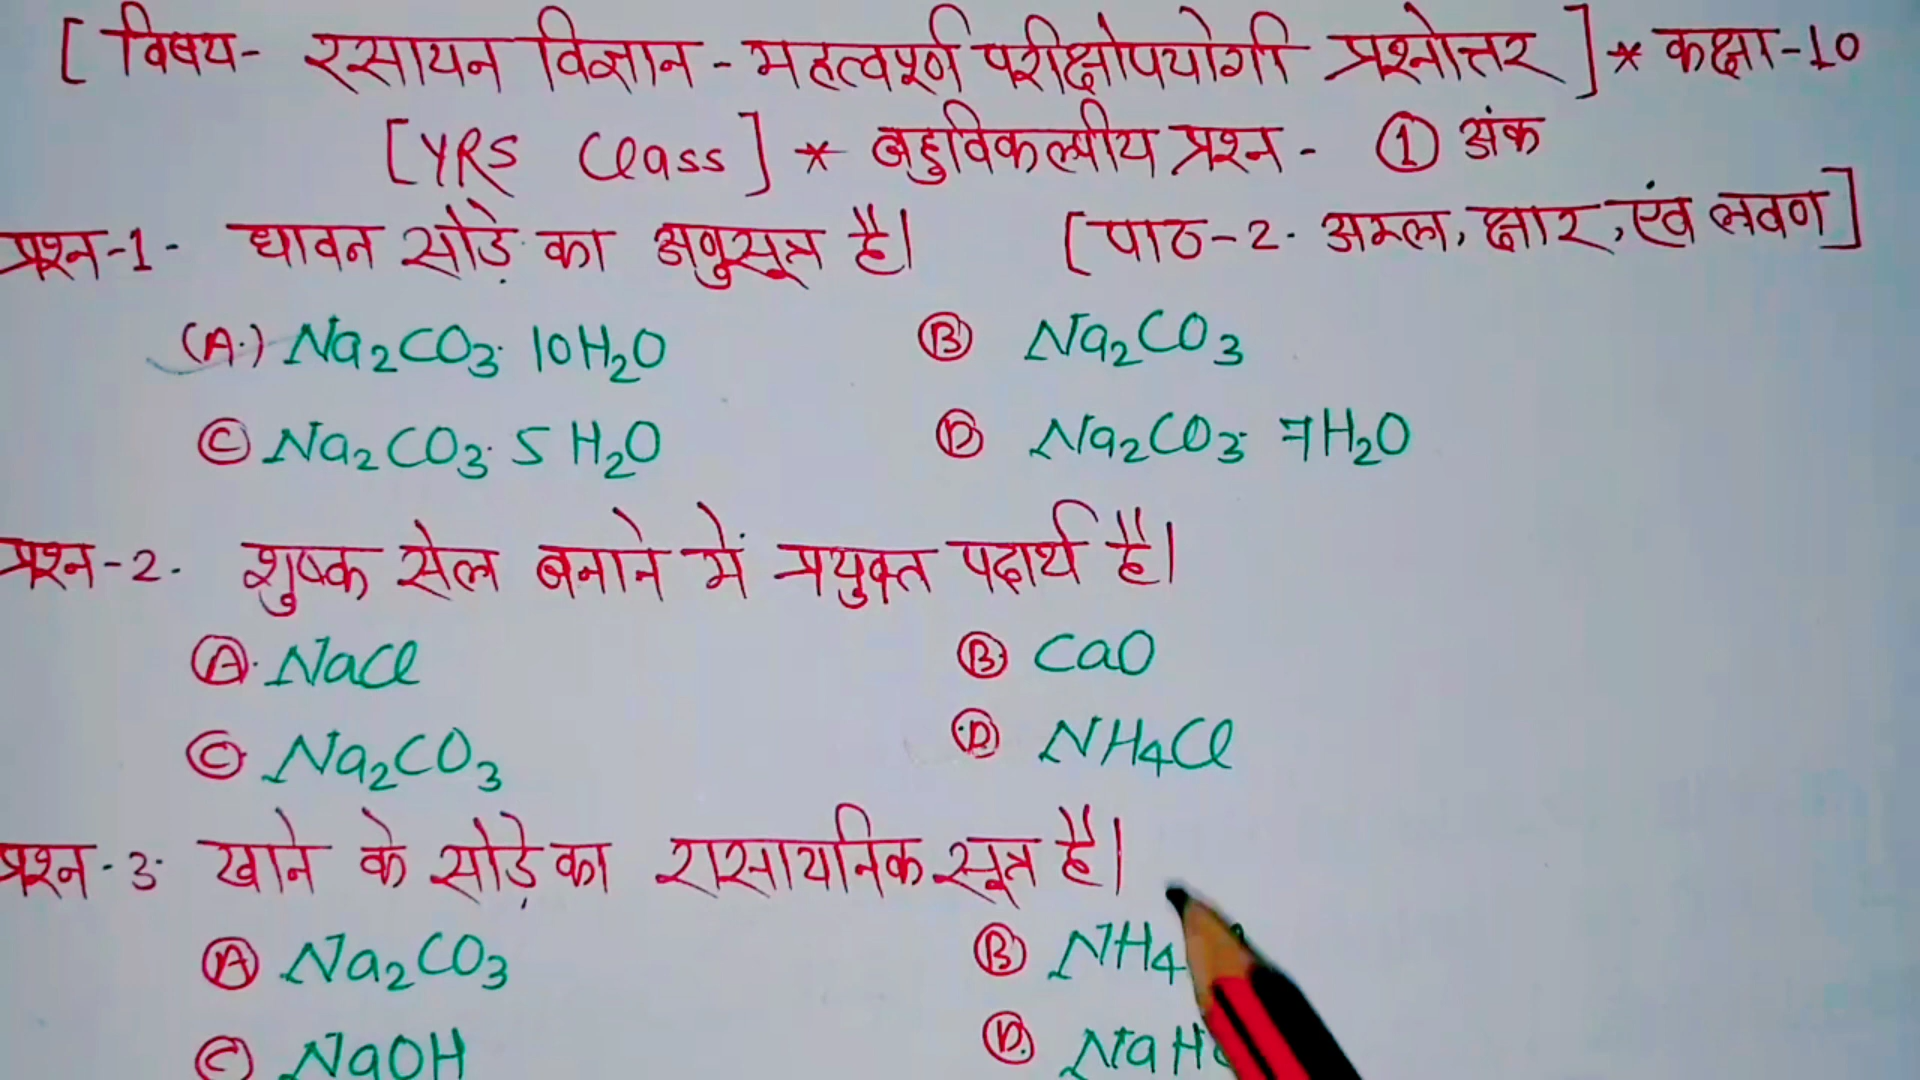 [विषय- रसायन विज्ञान - महत्वपूर्ण परीक्षोपयोगी प्रश्नोत्तर] * कक्षा-10
[YRS Class] * बहुविकल्पीय प्रश्न - ① अंक
प्रश्न-1- धावन सोडे का अणुसूत्र है। [पाठ-2. अम्ल, क्षार, एंव लवण]
(A.) Na₂CO₃. 10H₂O Ⓑ Na₂CO₃
Ⓒ Na₂CO₃. 5H₂O Ⓓ Na₂CO₃. 7H₂O
प्रश्न-2. शुष्क सेल बनाने में प्रयुक्त पदार्थ है।
Ⓐ. NaCl Ⓑ CaO
Ⓒ Na₂CO₃ Ⓓ NH₄Cl
प्रश्न-3. खाने के सोडे का रासायनिक सूत्र है।
Ⓐ Na₂CO₃ Ⓑ NH₄
Ⓒ NaOH Ⓓ NaH